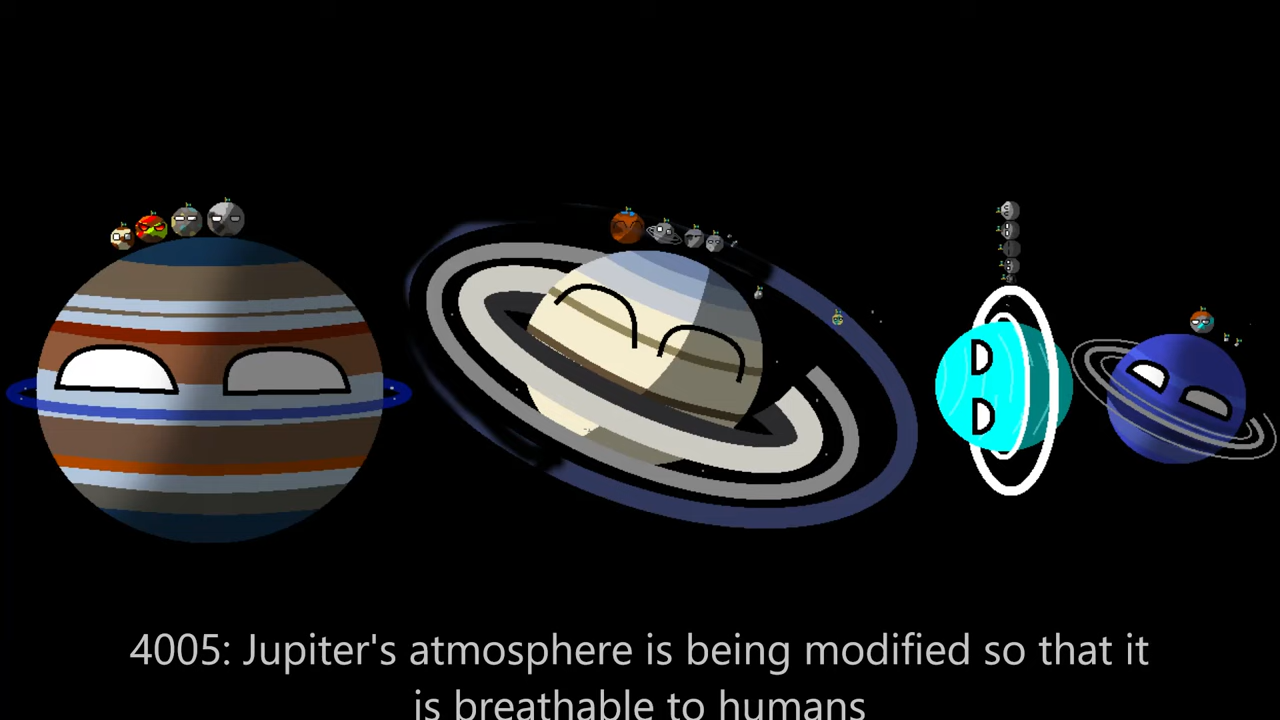 4005: Jupiter's atmosphere is being modified so that it
is breathable to humans